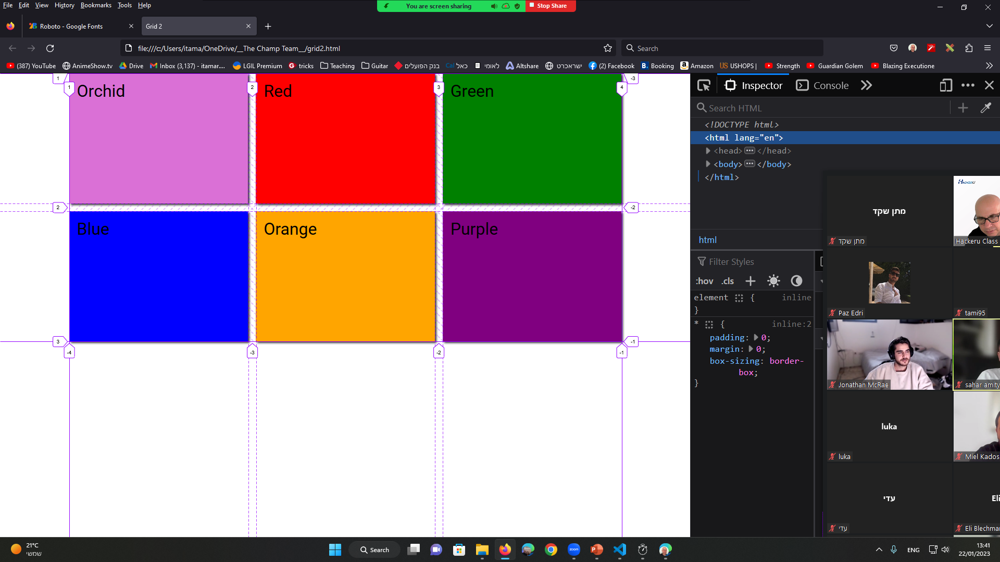 File Edit View History Bookmarks Tools Help
You are screen sharing Stop Share
Roboto - Google Fonts
Grid 2
file:///c:/Users/itama/OneDrive/__The Champ Team__/grid2.html
Search
(387) YouTube AnimeShow.tv Drive Inbox (3,137) - itamar.... LGIL Premium tricks Teaching Guitar בנק הפועלים Cal כאל לאומי Altshare ישראכרט (2) Facebook Booking Amazon USHOPS | Strength Guardian Golem Blazing Executione
1 -3
1 2 3 4
Orchid Red Green
2 -2
Blue Orange Purple
3 -1
-4 -3 -2 -1
Inspector Console
Search HTML
<!DOCTYPE html>
<html lang="en">
<head> </head>
<body> </body>
</html>
html
Filter Styles
:hov .cls
element { inline
}
* { inline:2
padding: 0;
margin: 0;
box-sizing: border-
box;
}
HACKERU
מתן שקד
מתן שקד
Hackeru Class
Paz Edri
tami95
Jonathan McRae
sahar amity
luka
luka
Miel Kados
עדי
Eli
עדי
Eli Blechman
21°C
שמשי
Search
zoom
ENG
13:41
22/01/2023